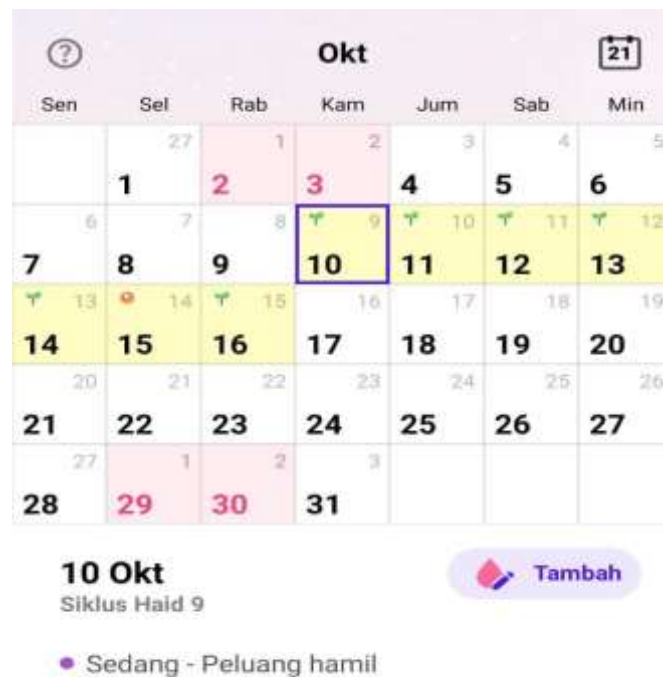 ? Okt 21
Sen Sel Rab Kam Jum Sab Min
27 1 2 3 4 5
1 2 3 4 5 6
6 7 8 9 10 11 12
7 8 9 10 11 12 13
13 14 15 16 17 18 19
14 15 16 17 18 19 20
20 21 22 23 24 25 26
21 22 23 24 25 26 27
27 1 2 3
28 29 30 31
10 Okt
Tambah
Siklus Haid 9
Sedang - Peluang hamil